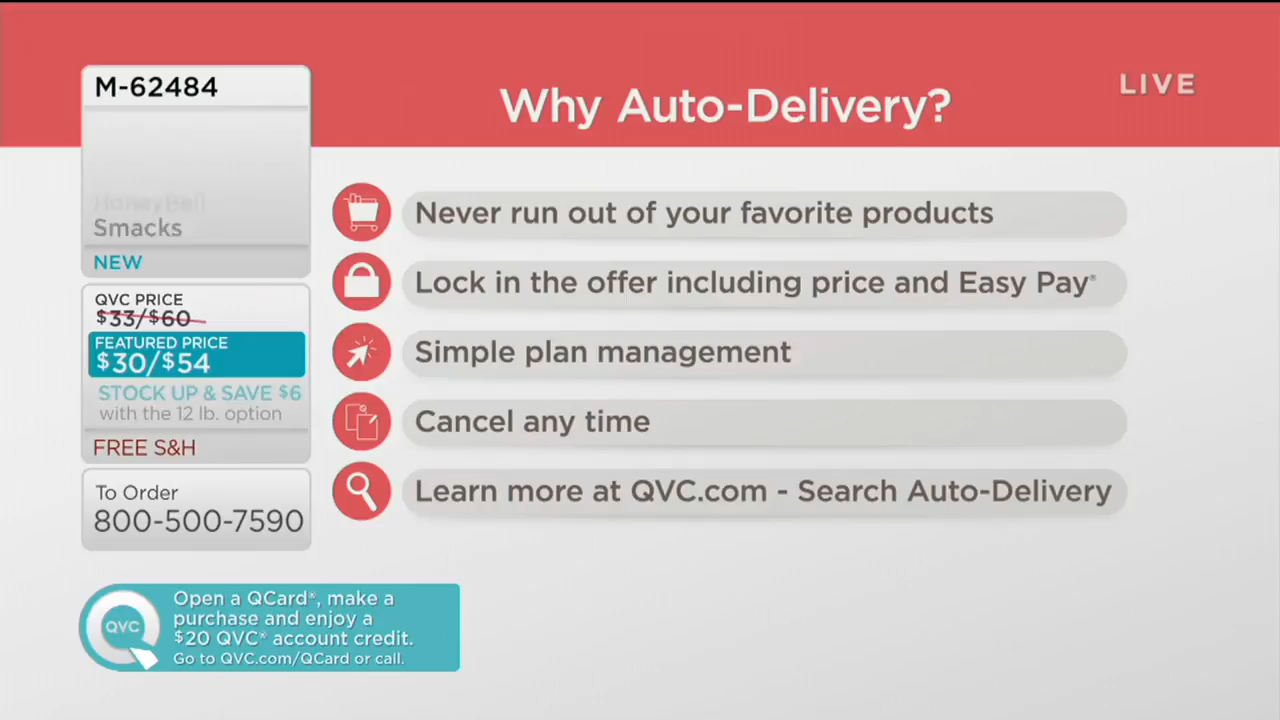 M-62484
HoneyBell
Smacks
NEW
QVC PRICE
$33/$60
FEATURED PRICE
$30/$54
STOCK UP & SAVE $6
with the 12 lb. option
FREE S&H
To Order
800-500-7590
Why Auto-Delivery?
LIVE
Never run out of your favorite products
Lock in the offer including price and Easy Pay®
Simple plan management
Cancel any time
Learn more at QVC.com - Search Auto-Delivery
QVC
Open a QCard®, make a
purchase and enjoy a
$20 QVC® account credit.
Go to QVC.com/QCard or call.